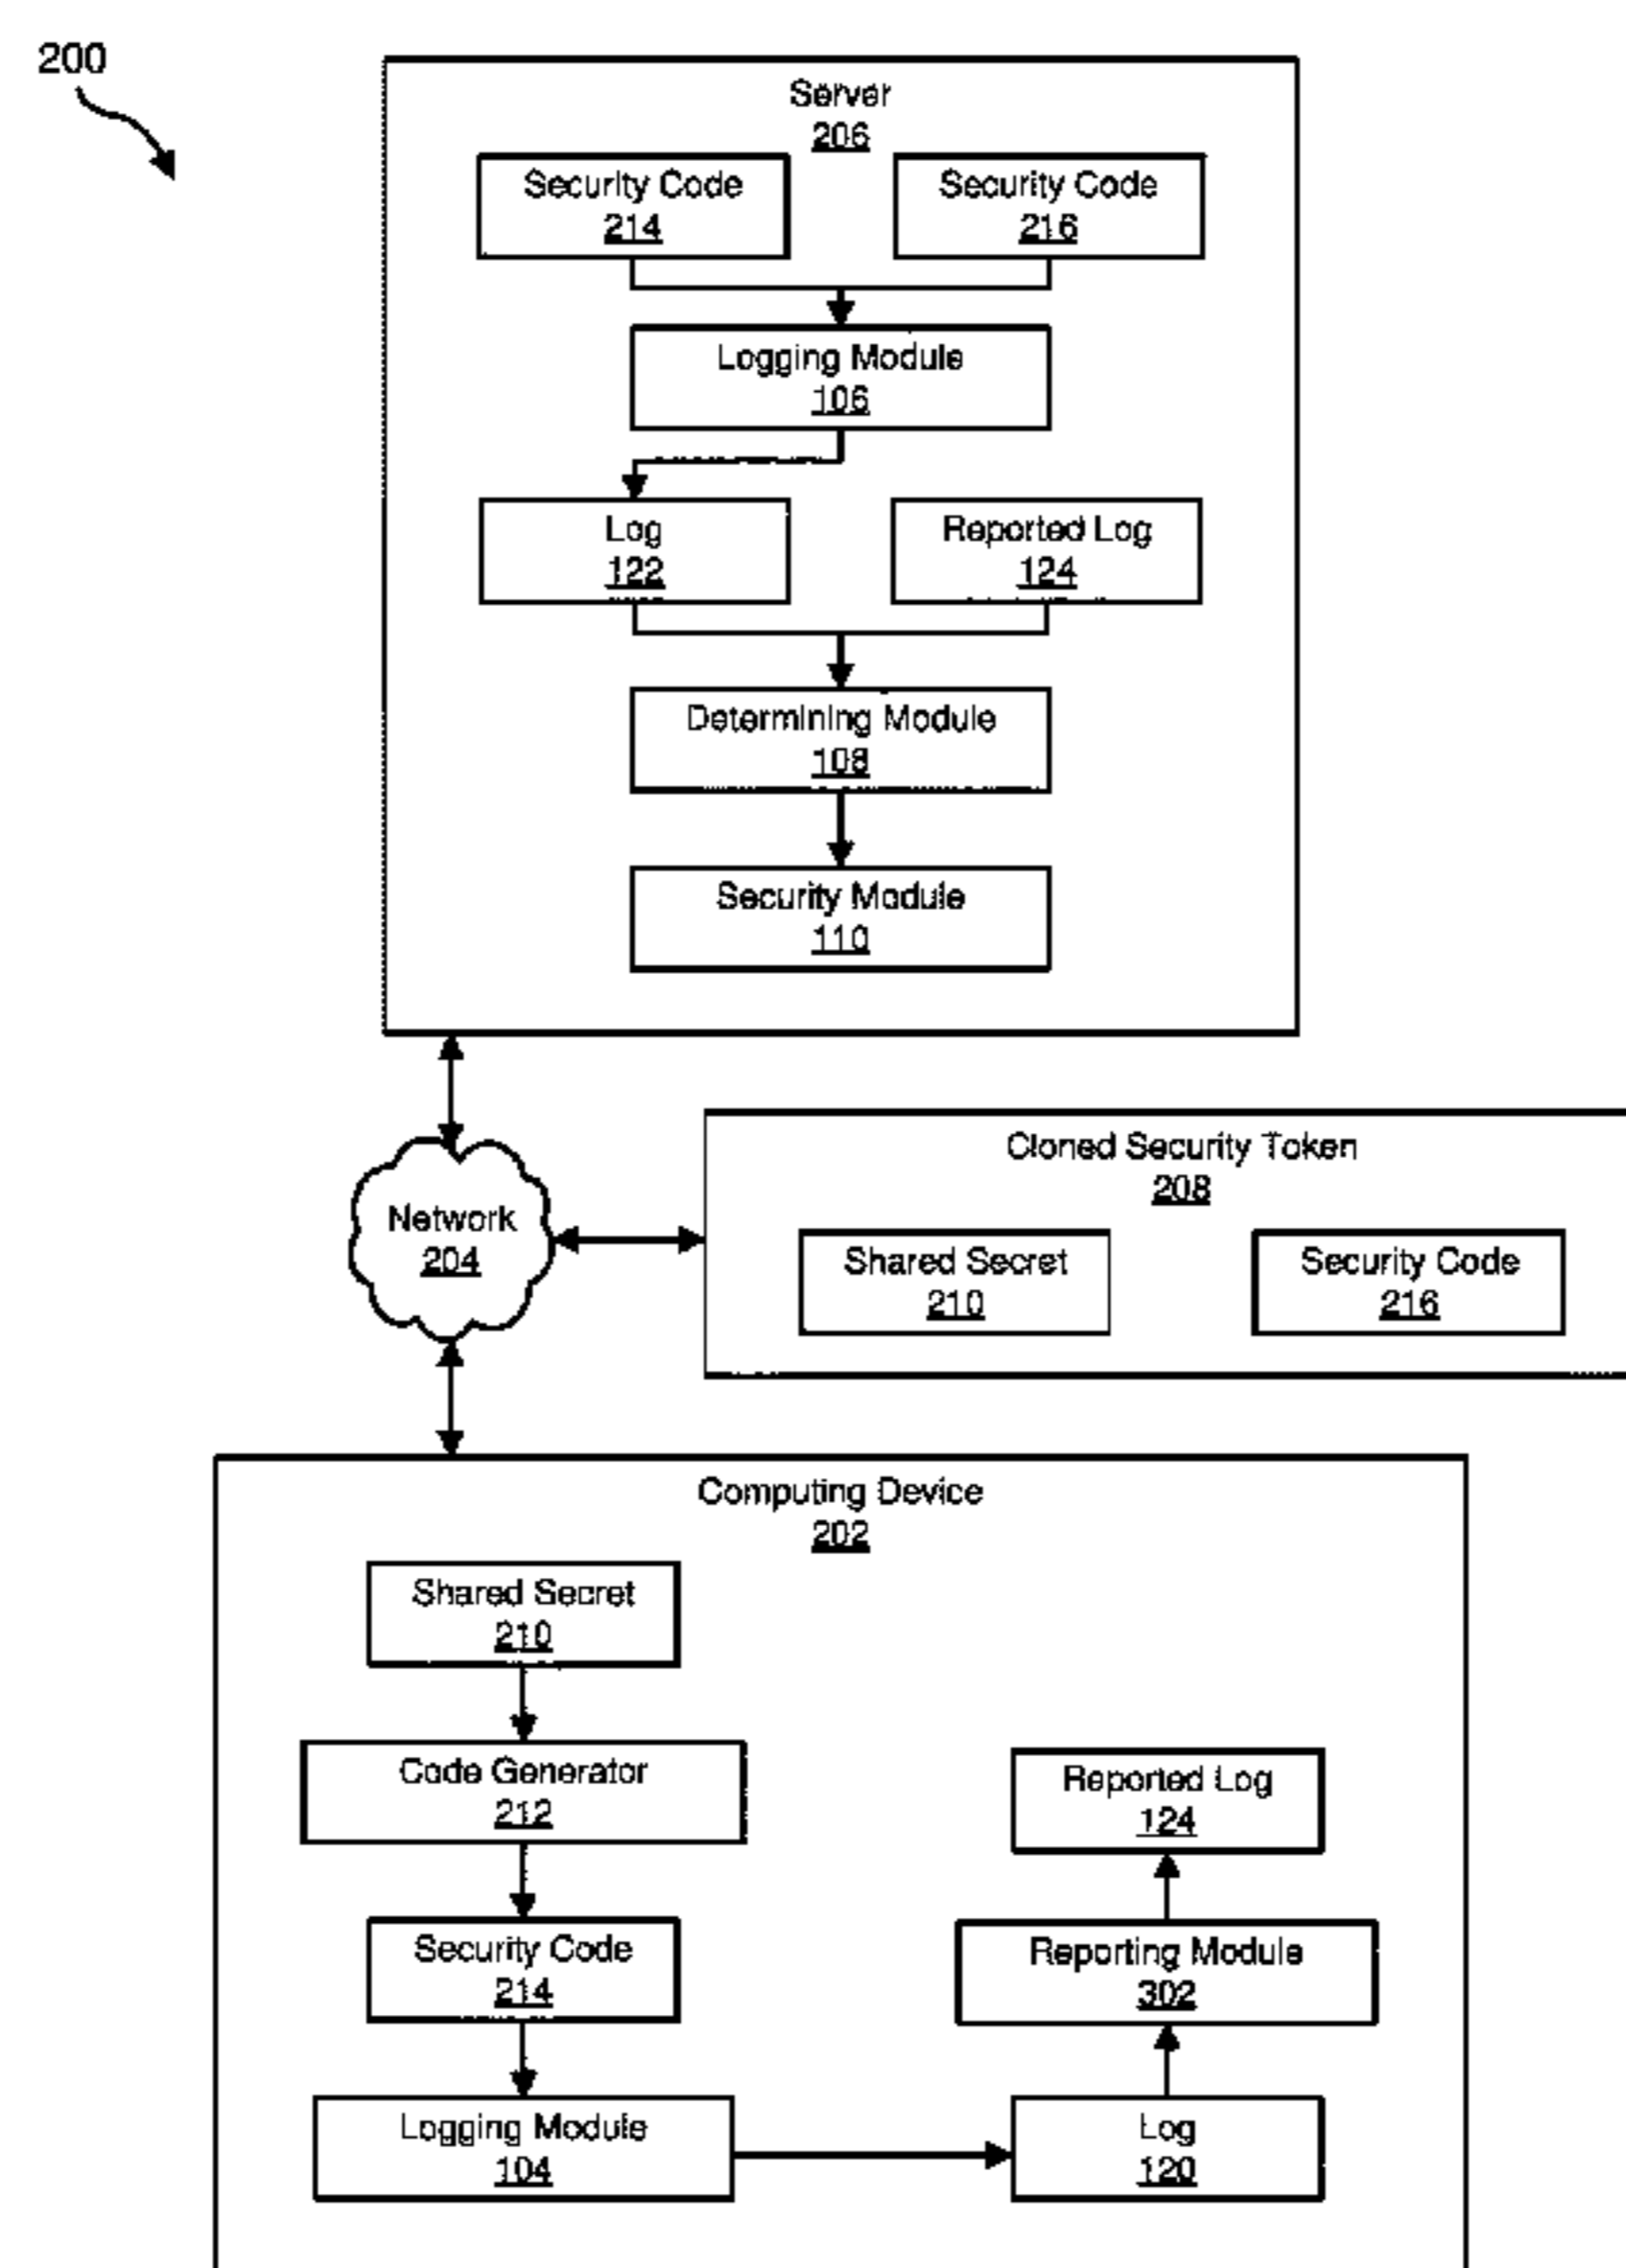 200
Server
206
Security Code
214
Security Code
216
Logging Module
106
Log
122
Reported Log
124
Determining Module
108
Security Module
110
Network
204
Cloned Security Token
208
Shared Secret
210
Security Code
216
Computing Device
202
Shared Secret
210
Code Generator
212
Security Code
214
Logging Module
104
Reported Log
124
Reporting Module
302
Log
120